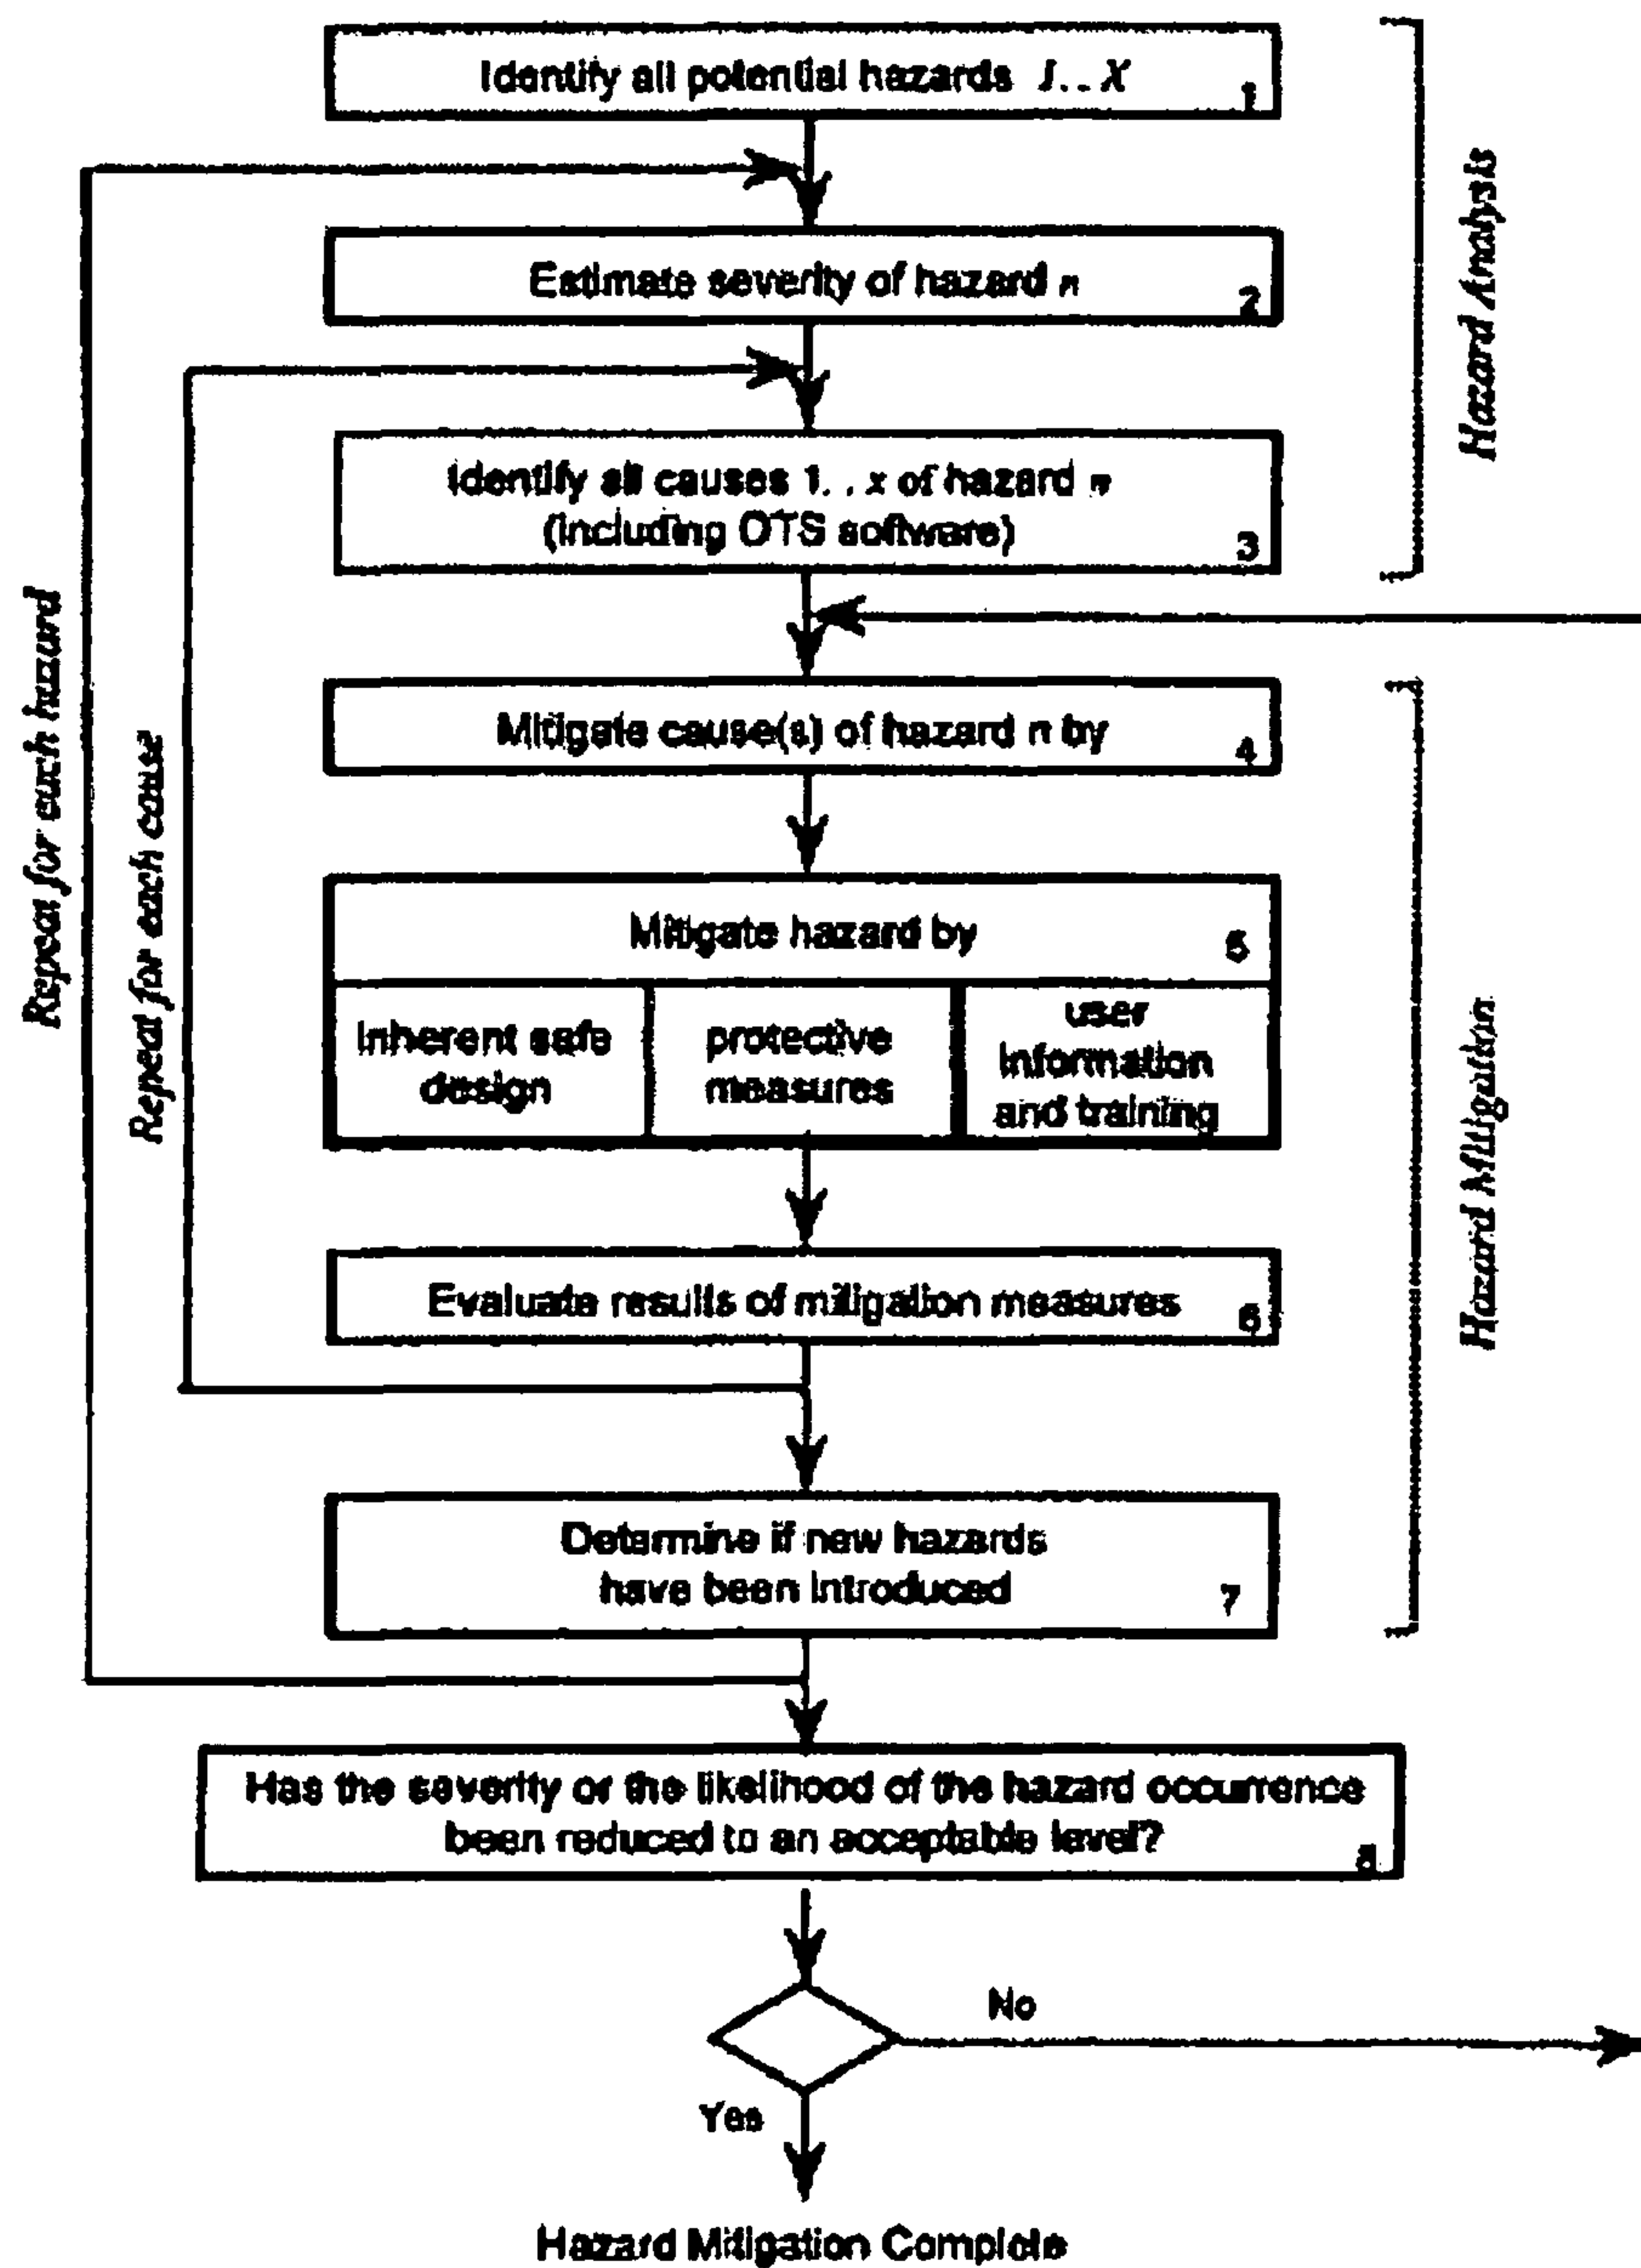 Identify all potential hazards 1. . X
1
Estimate severity of hazard n
2
Identify all causes 1. . x of hazard n
(including OTS software)
3
Mitigate cause(s) of hazard n by
4
Mitigate hazard by
5
Inherent safe
design
protective
measures
user
information
and training
Evaluate results of mitigation measures
6
Determine if new hazards
have been introduced
7
Has the severity or the likelihood of the hazard occurrence
been reduced to an acceptable level?
8
No
Yes
Hazard Mitigation Complete
Repeat for each hazard
Repeat for each cause
Hazard Analysis
Hazard Mitigation